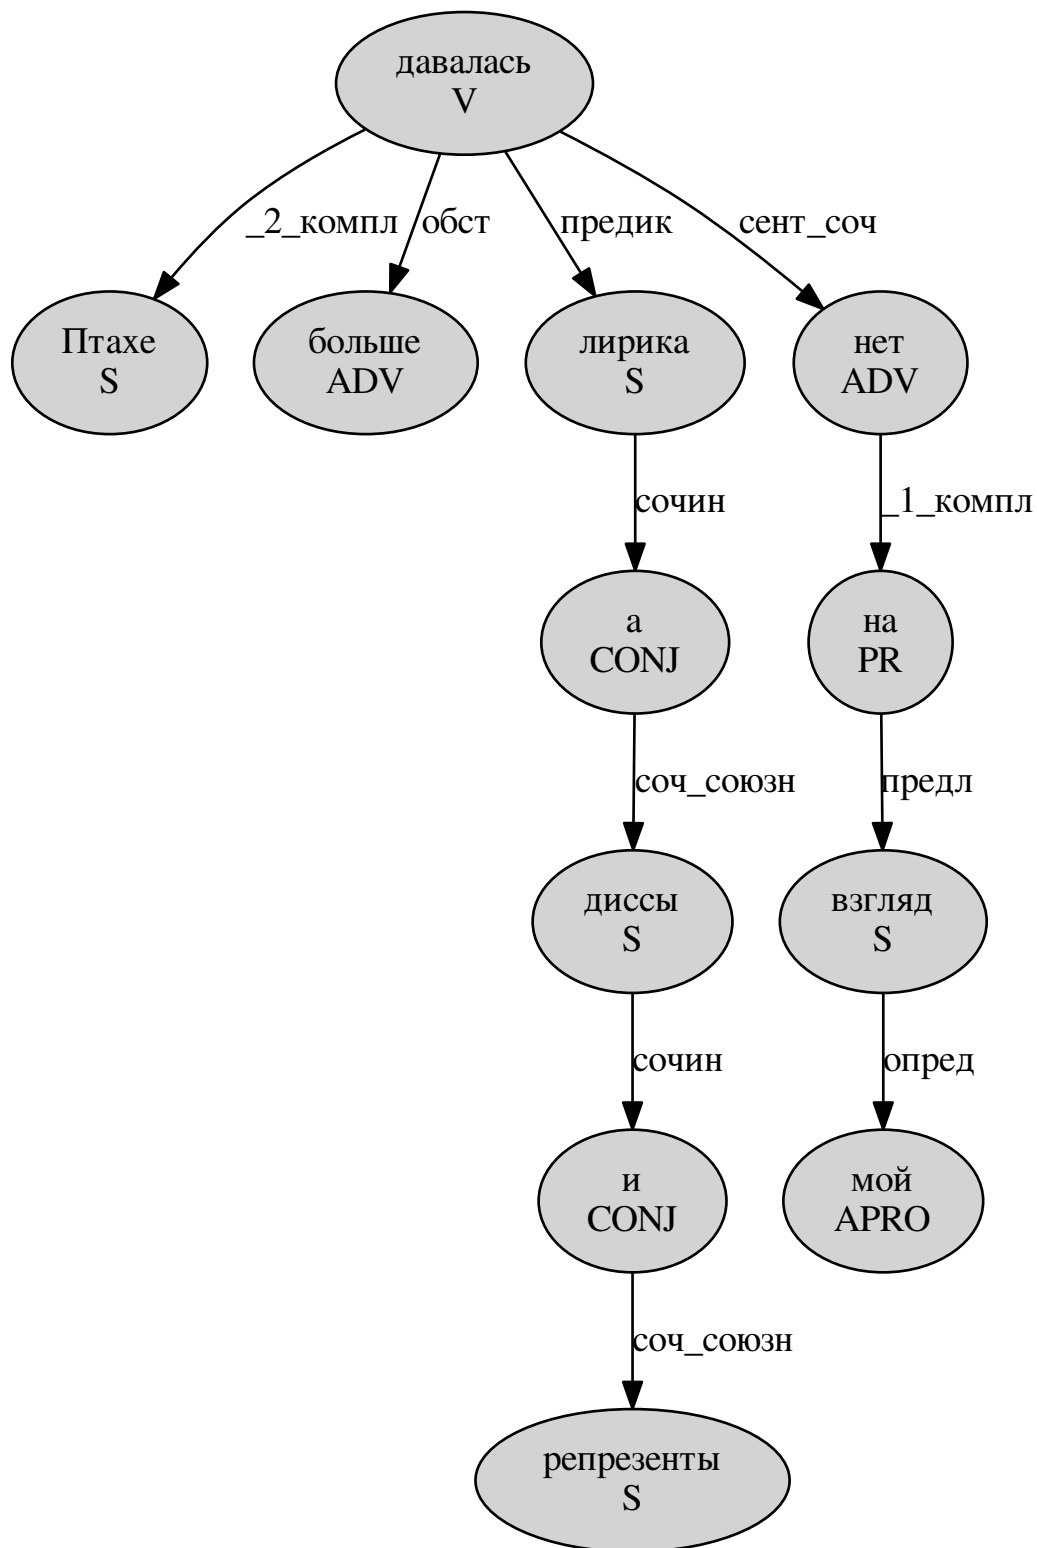 давалась
V
_2_компл
обст
предик
сент_соч
Птахе
S
больше
ADV
лирика
S
нет
ADV
сочин
_1_компл
а
CONJ
на
PR
соч_союзн
предл
диссы
S
взгляд
S
сочин
опред
и
CONJ
мой
APRO
соч_союзн
репрезенты
S